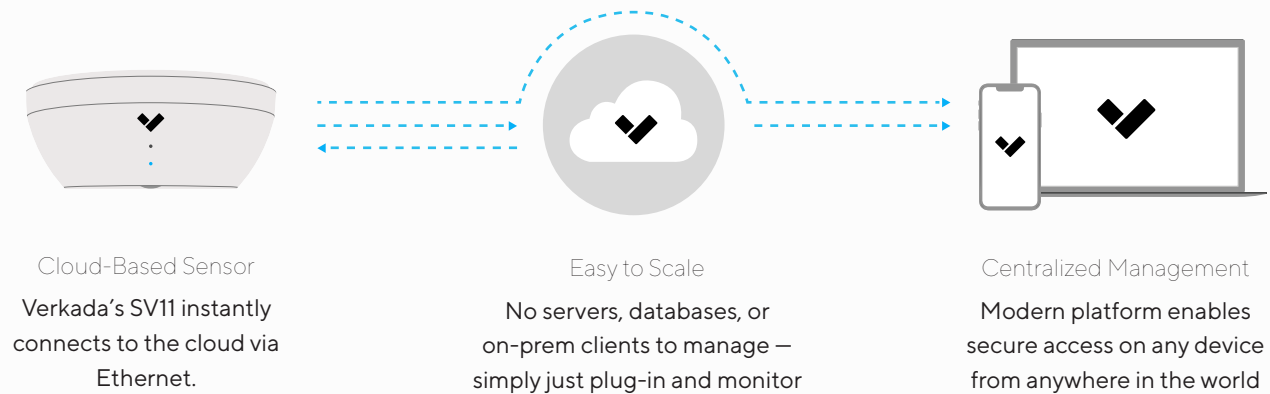 Cloud-Based Sensor
Verkada’s SV11 instantly
connects to the cloud via
Ethernet.
Easy to Scale
No servers, databases, or
on-prem clients to manage —
simply just plug-in and monitor
Centralized Management
Modern platform enables
secure access on any device
from anywhere in the world